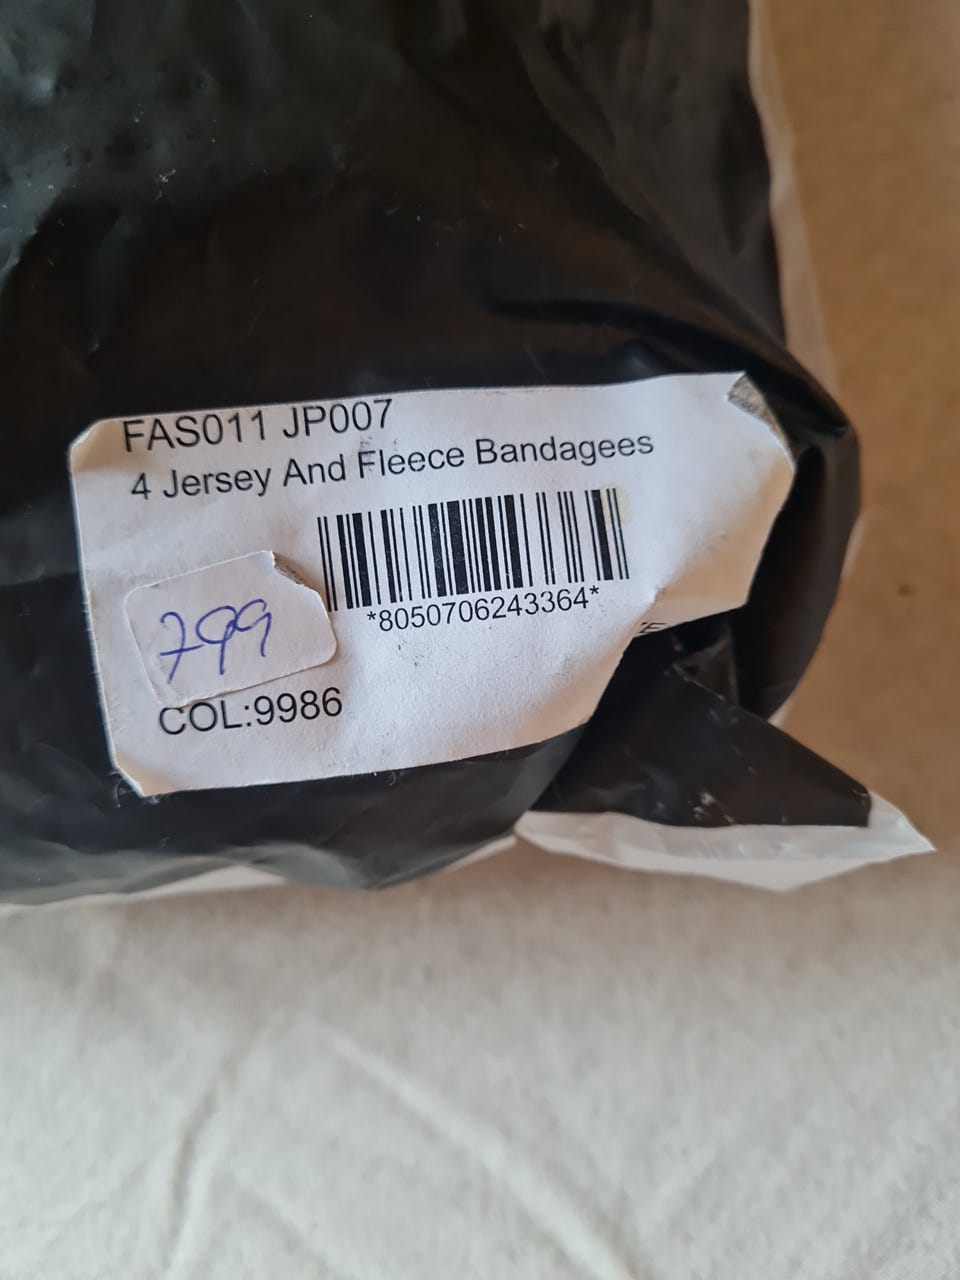 FAS011 JP007
4 Jersey And Fleece Bandagees
*8050706243364*
799
COL:9986